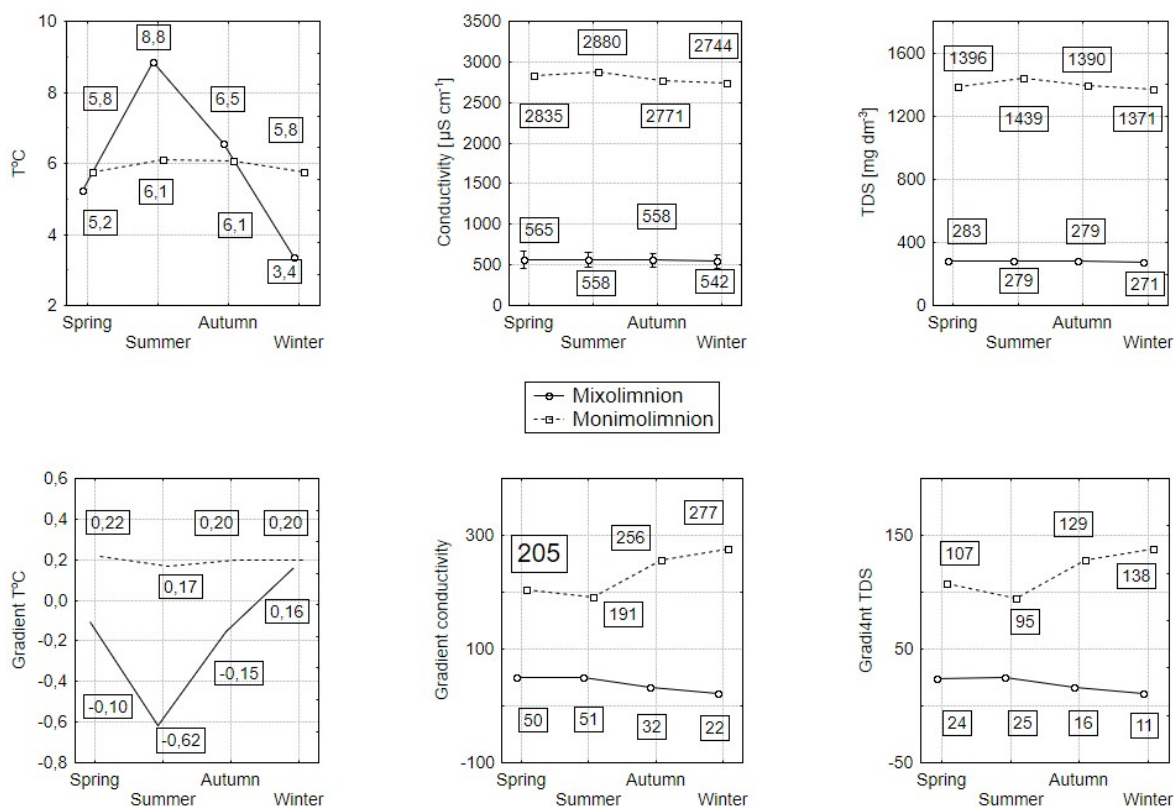 10
8
6
4
2
T°C
8,8
5,8
6,5
5,8
5,2
6,1
6,1
3,4
Spring
Summer
Autumn
Winter
3500
3000
2500
2000
1500
1000
500
0
Conductivity [µS cm⁻¹]
2880
2744
2835
2771
565
558
558
542
Spring
Summer
Autumn
Winter
1600
1200
800
400
0
TDS [mg dm⁻³]
1396
1390
1439
1371
283
279
279
271
Spring
Summer
Autumn
Winter
Mixolimnion
Monimolimnion
0,6
0,4
0,2
0,0
-0,2
-0,4
-0,6
-0,8
Gradient T°C
0,22
0,20
0,20
0,17
0,16
-0,15
-0,10
-0,62
Spring
Summer
Autumn
Winter
300
100
-100
Gradient conductivity
277
256
205
191
50
51
32
22
Spring
Summer
Autumn
Winter
150
50
-50
Gradi4nt TDS
129
107
138
95
24
25
16
11
Spring
Summer
Autumn
Winter